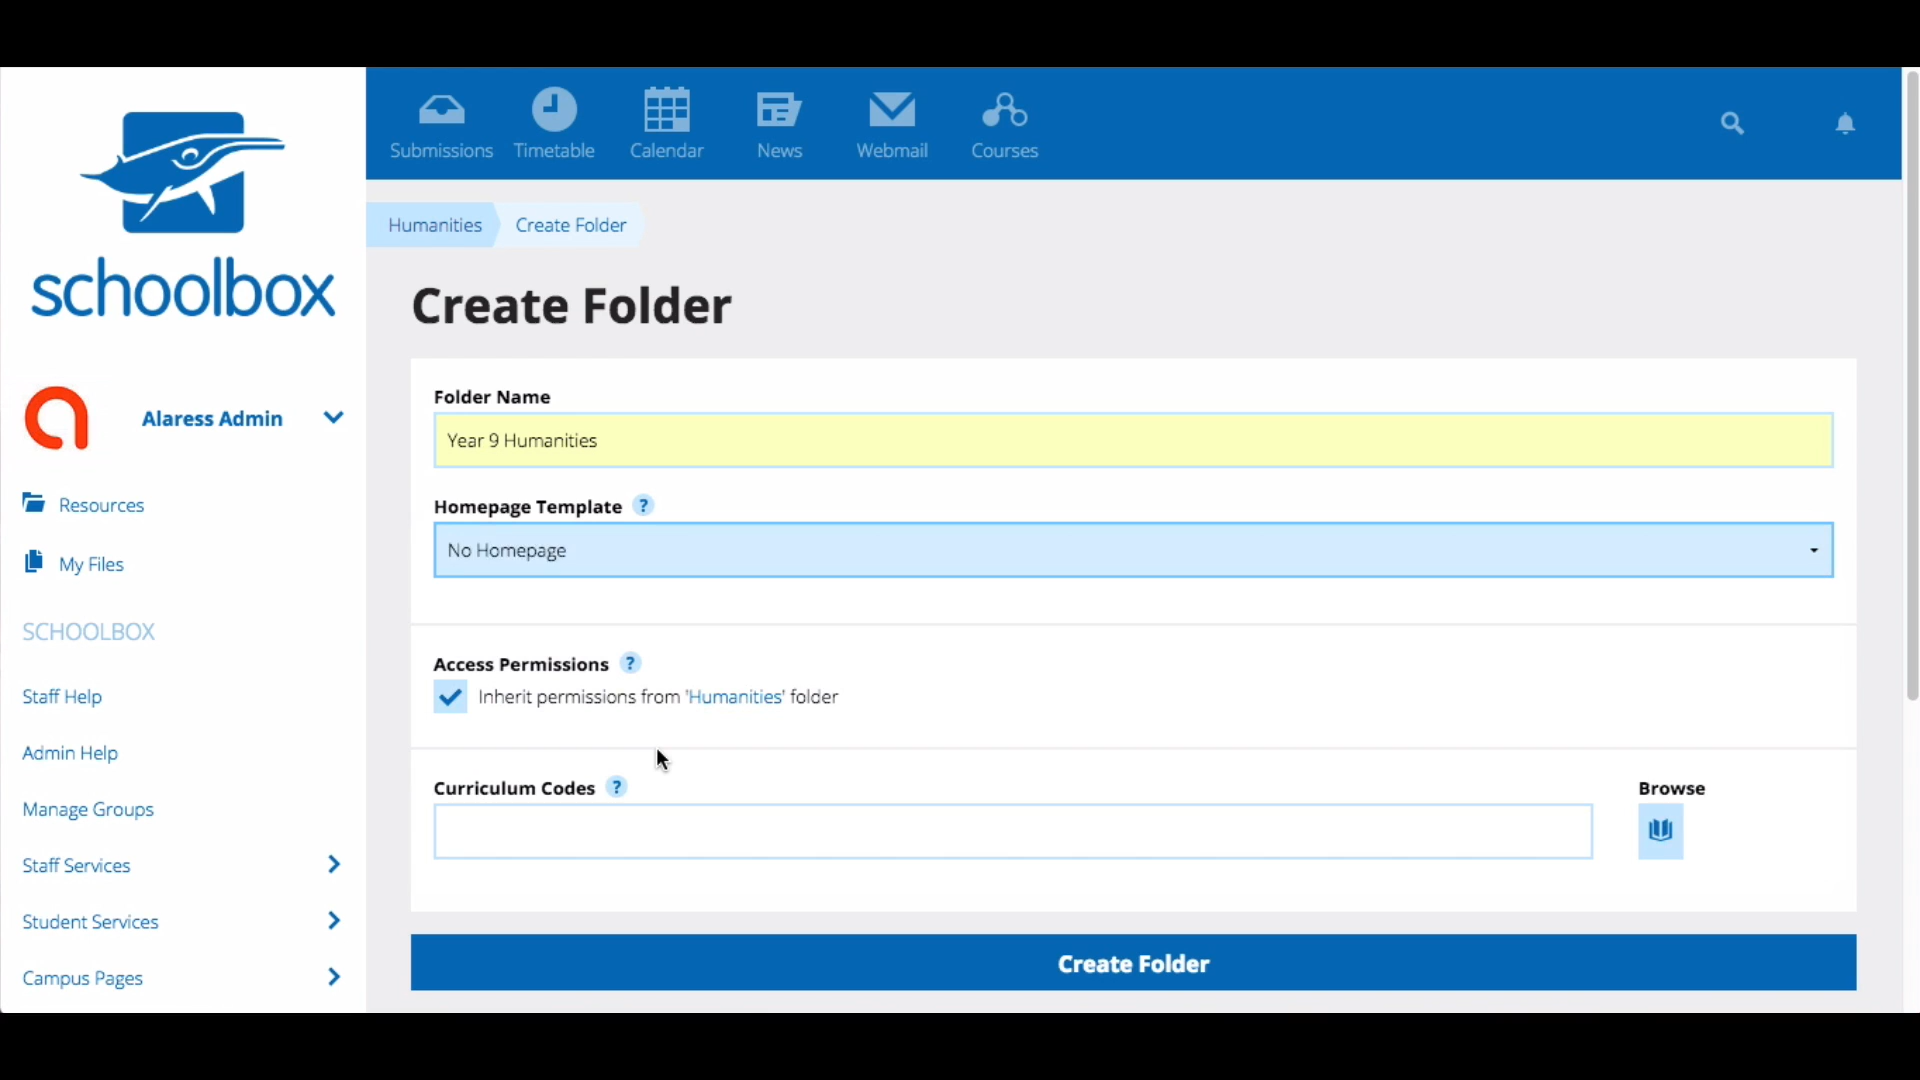 Submissions
Timetable
Calendar
News
Webmail
Courses
schoolbox
Alaress Admin
Resources
My Files
SCHOOLBOX
Staff Help
Admin Help
Manage Groups
Staff Services
Student Services
Campus Pages
Humanities
Create Folder
Create Folder
Folder Name
Year 9 Humanities
Homepage Template ?
No Homepage
Access Permissions ?
Inherit permissions from 'Humanities' folder
Curriculum Codes ?
Browse
Create Folder